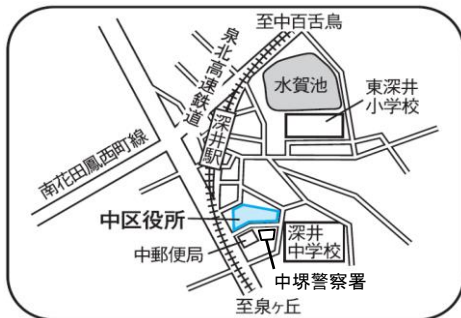 至中百舌鳥
泉北高速鉄道
水賀池
東深井
小学校
深井駅
南花田鳳西町線
中区役所
深井
中学校
中郵便局
中堺警察署
至泉ヶ丘